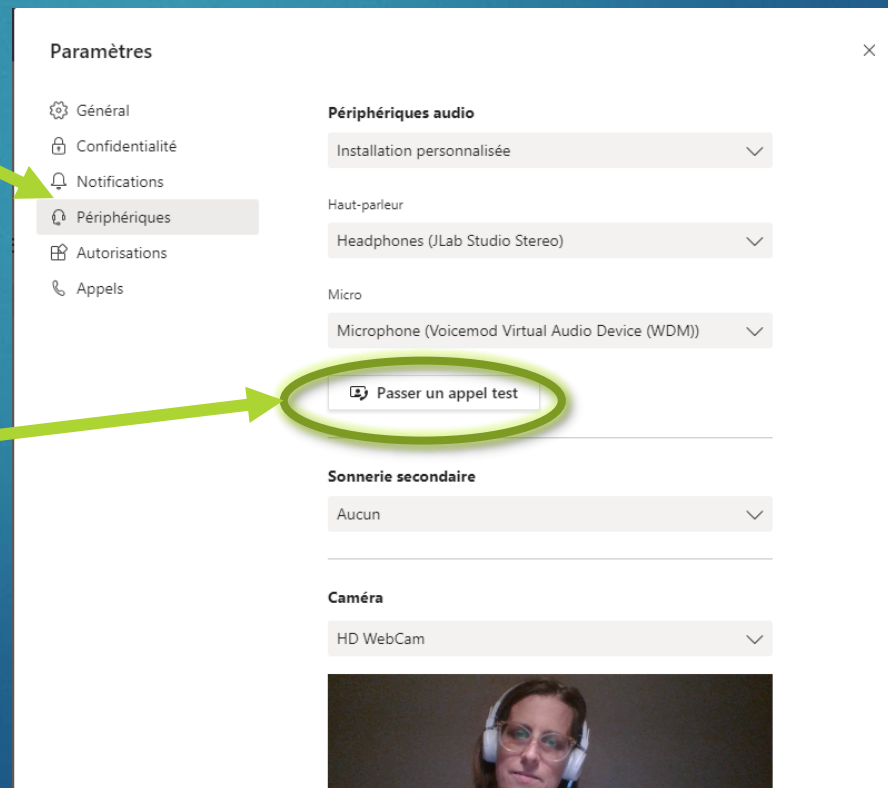 Paramètres
Général
Confidentialité
Notifications
Périphériques
Autorisations
Appels
Périphériques audio
Installation personnalisée
Haut-parleur
Headphones (JLab Studio Stereo)
Micro
Microphone (Voicemod Virtual Audio Device (WDM))
Passer un appel test
Sonnerie secondaire
Aucun
Caméra
HD WebCam